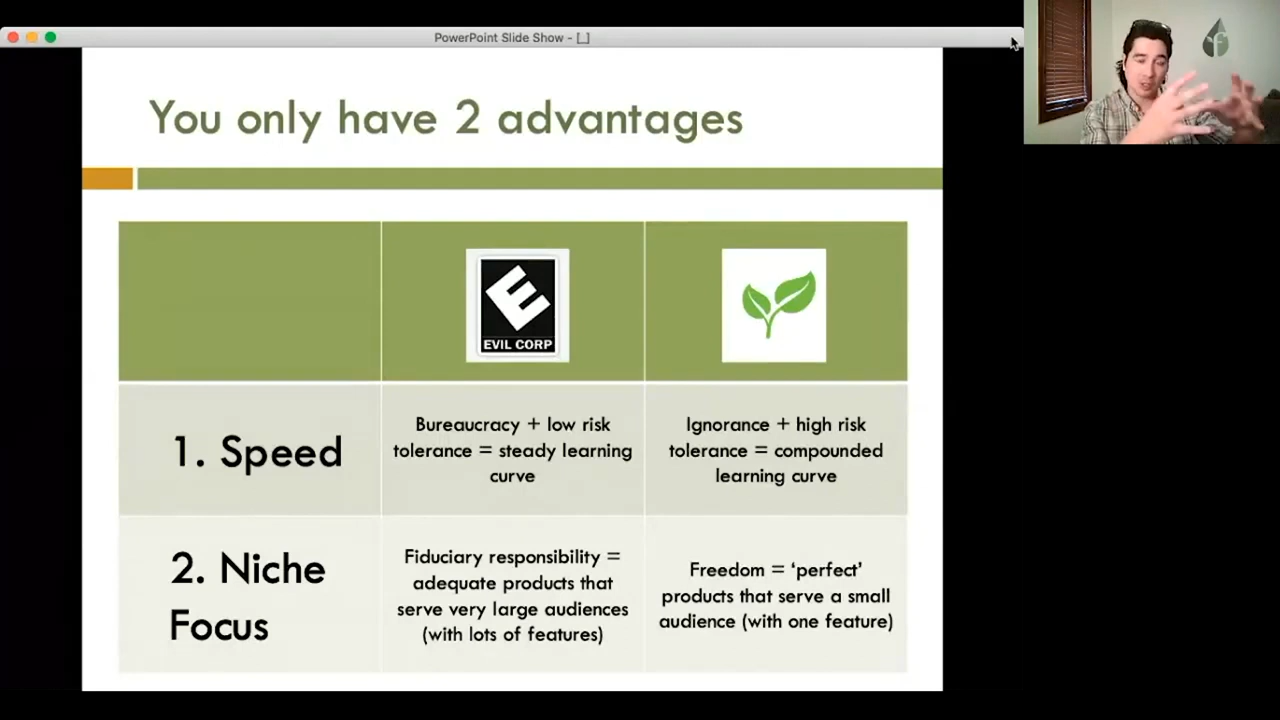 PowerPoint Slide Show - [_]
f
You only have 2 advantages
E
EVIL CORP
1. Speed
Bureaucracy + low risk
tolerance = steady learning
curve
Ignorance + high risk
tolerance = compounded
learning curve
2. Niche
Focus
Fiduciary responsibility =
adequate products that
serve very large audiences
(with lots of features)
Freedom = ‘perfect’
products that serve a small
audience (with one feature)